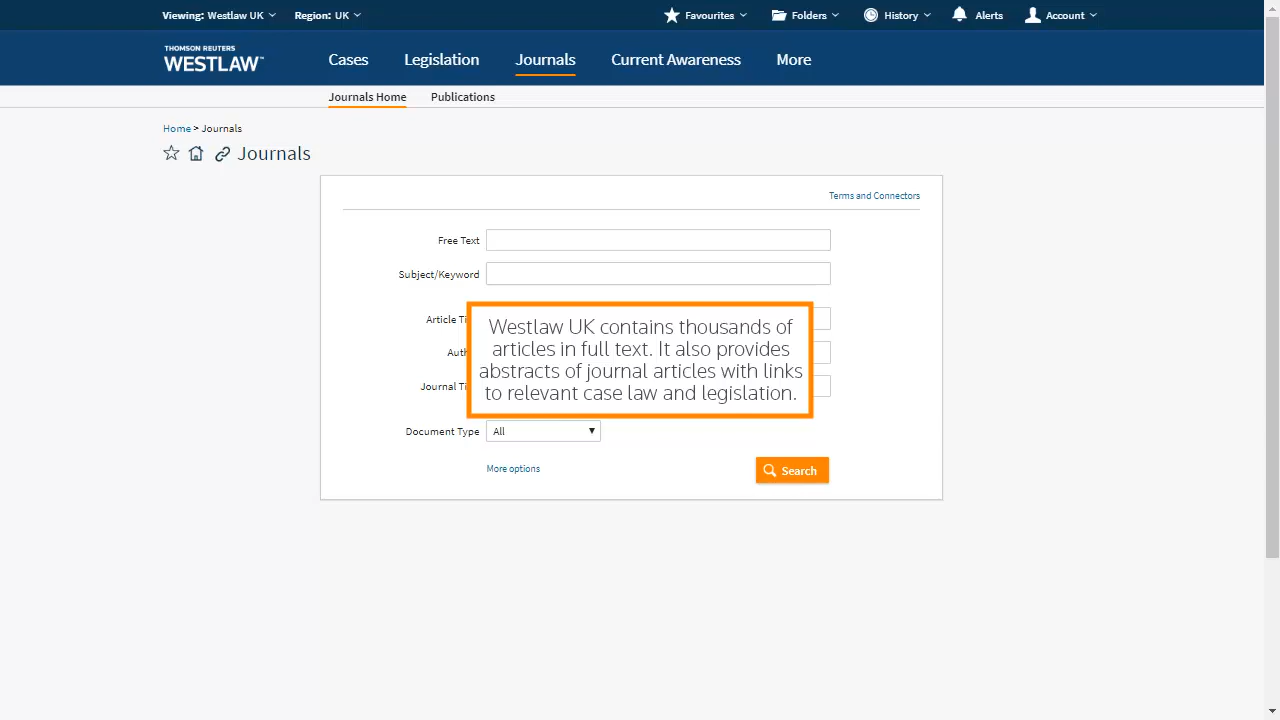 Viewing: Westlaw UK Region: UK Favourites Folders History Alerts Account
THOMSON REUTERS
WESTLAW™ Cases Legislation Journals Current Awareness More
Journals Home Publications
Home > Journals
Journals
Terms and Connectors
Free Text
Subject/Keyword
Article
Westlaw UK contains thousands of
articles in full text. It also provides
abstracts of journal articles with links
to relevant case law and legislation.
Journal
Document Type All
More options Search